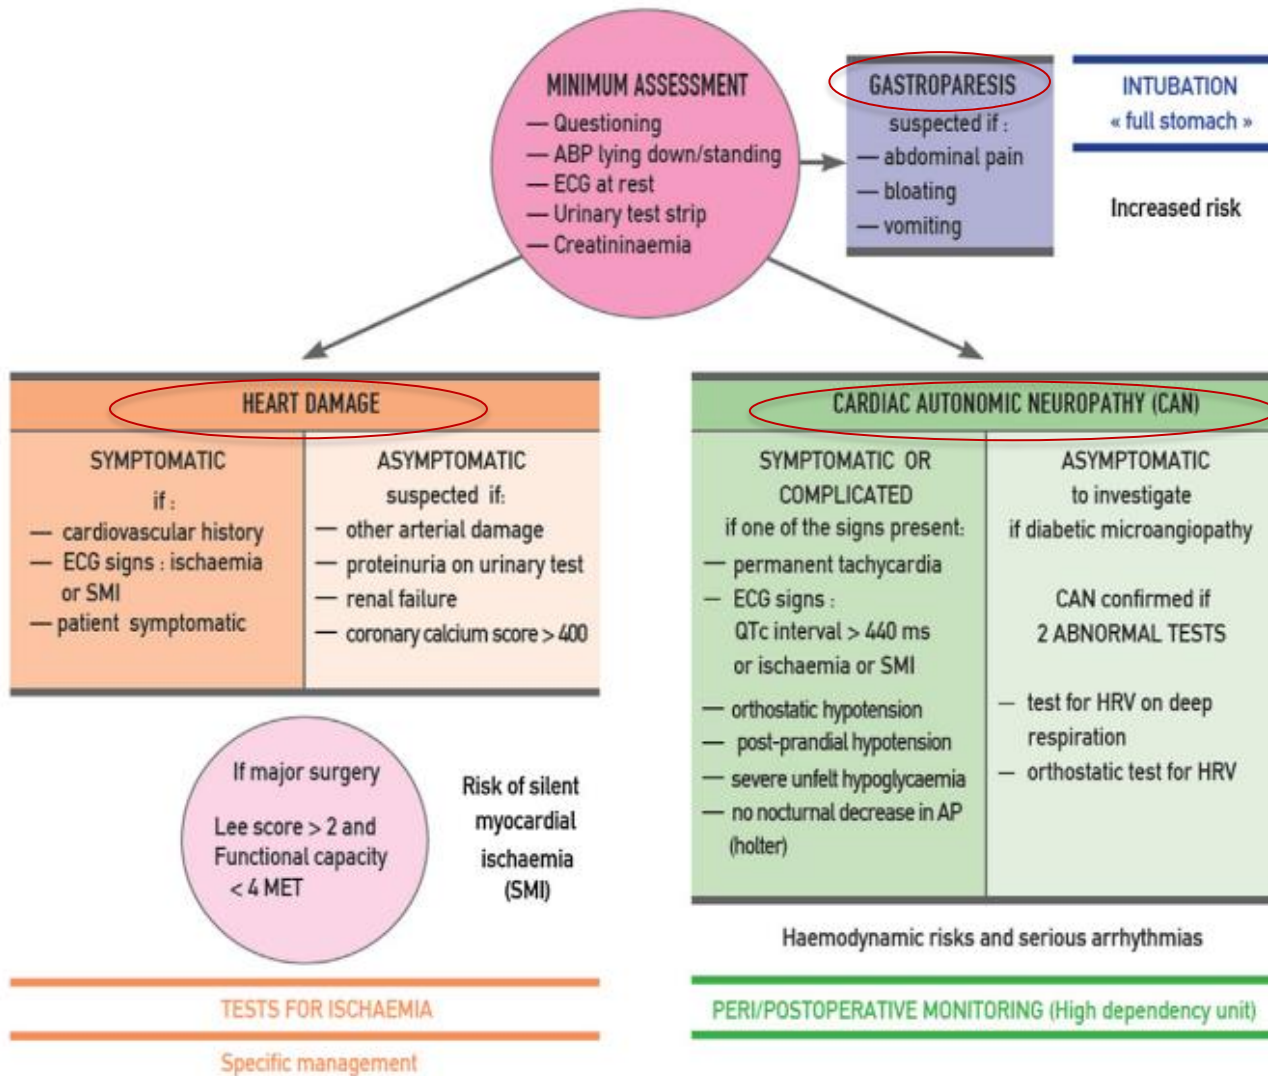 MINIMUM ASSESSMENT
— Questioning
— ABP lying down/standing
— ECG at rest
— Urinary test strip
— Creatininaemia
GASTROPARESIS
suspected if :
— abdominal pain
— bloating
— vomiting
INTUBATION
« full stomach »
Increased risk
HEART DAMAGE
SYMPTOMATIC
if :
— cardiovascular history
— ECG signs : ischaemia
or SMI
— patient symptomatic
ASYMPTOMATIC
suspected if:
— other arterial damage
— proteinuria on urinary test
— renal failure
— coronary calcium score > 400
If major surgery
Lee score > 2 and
Functional capacity
< 4 MET
Risk of silent
myocardial
ischaemia
(SMI)
TESTS FOR ISCHAEMIA
Specific management
CARDIAC AUTONOMIC NEUROPATHY (CAN)
SYMPTOMATIC OR
COMPLICATED
if one of the signs present:
— permanent tachycardia
— ECG signs :
QTc interval > 440 ms
or ischaemia or SMI
— orthostatic hypotension
— post-prandial hypotension
— severe unfelt hypoglycaemia
— no nocturnal decrease in AP
(holter)
ASYMPTOMATIC
to investigate
if diabetic microangiopathy
CAN confirmed if
2 ABNORMAL TESTS
— test for HRV on deep
respiration
— orthostatic test for HRV
Haemodynamic risks and serious arrhythmias
PERI/POSTOPERATIVE MONITORING (High dependency unit)